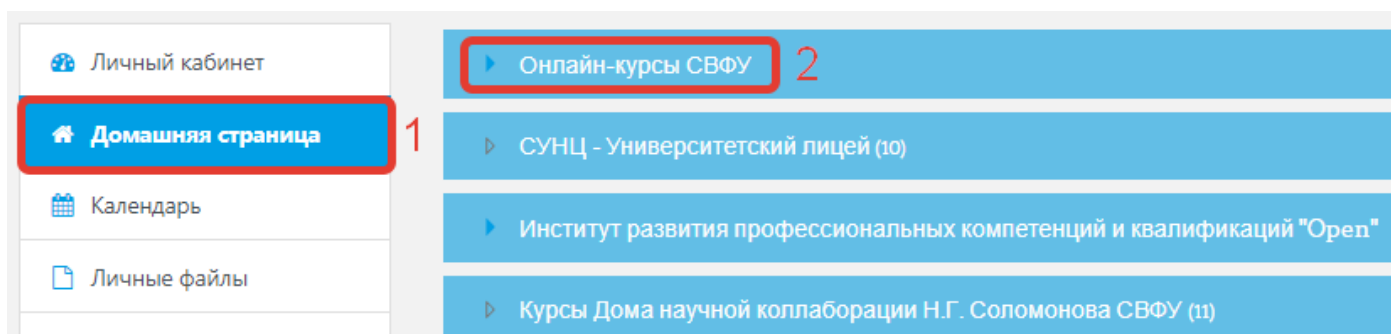 Личный кабинет
Домашняя страница
1
Календарь
Личные файлы
Онлайн-курсы СВФУ
2
СУНЦ - Университетский лицей (10)
Институт развития профессиональных компетенций и квалификаций "Open"
Курсы Дома научной коллаборации Н.Г. Соломонова СВФУ (11)